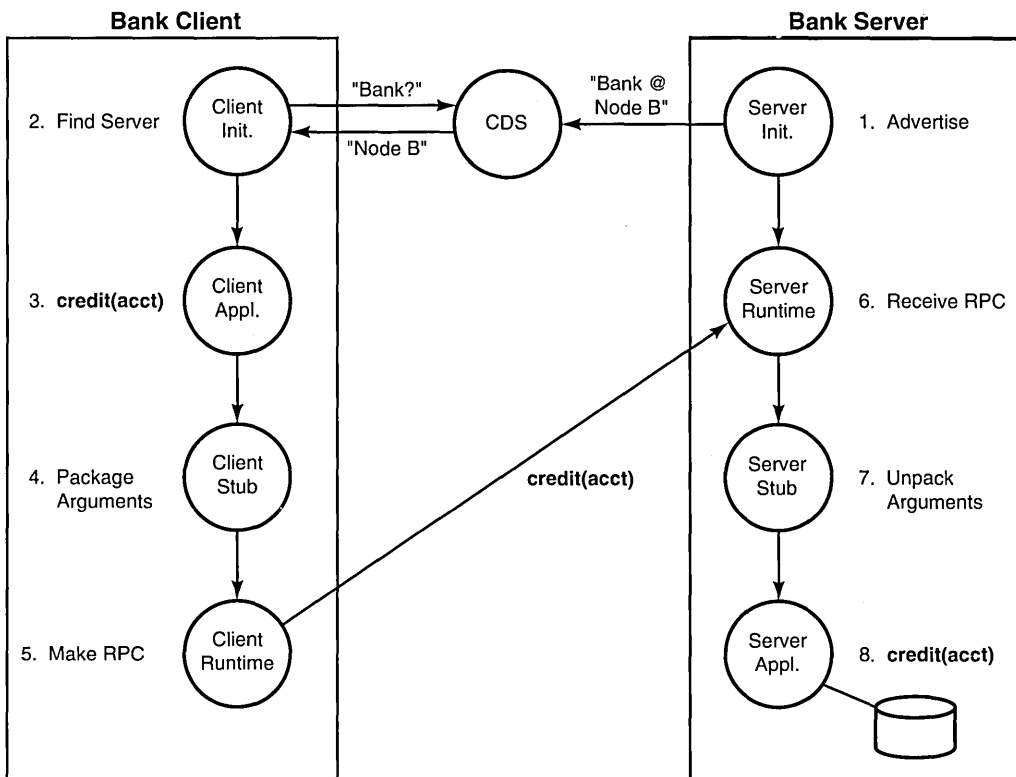 Bank Client
Bank Server
2. Find Server
Client
Init.
"Bank?"
"Node B"
CDS
"Bank @
Node B"
Server
Init.
1. Advertise
3. credit(acct)
Client
Appl.
Server
Runtime
6. Receive RPC
4. Package
Arguments
Client
Stub
credit(acct)
Server
Stub
7. Unpack
Arguments
5. Make RPC
Client
Runtime
Server
Appl.
8. credit(acct)